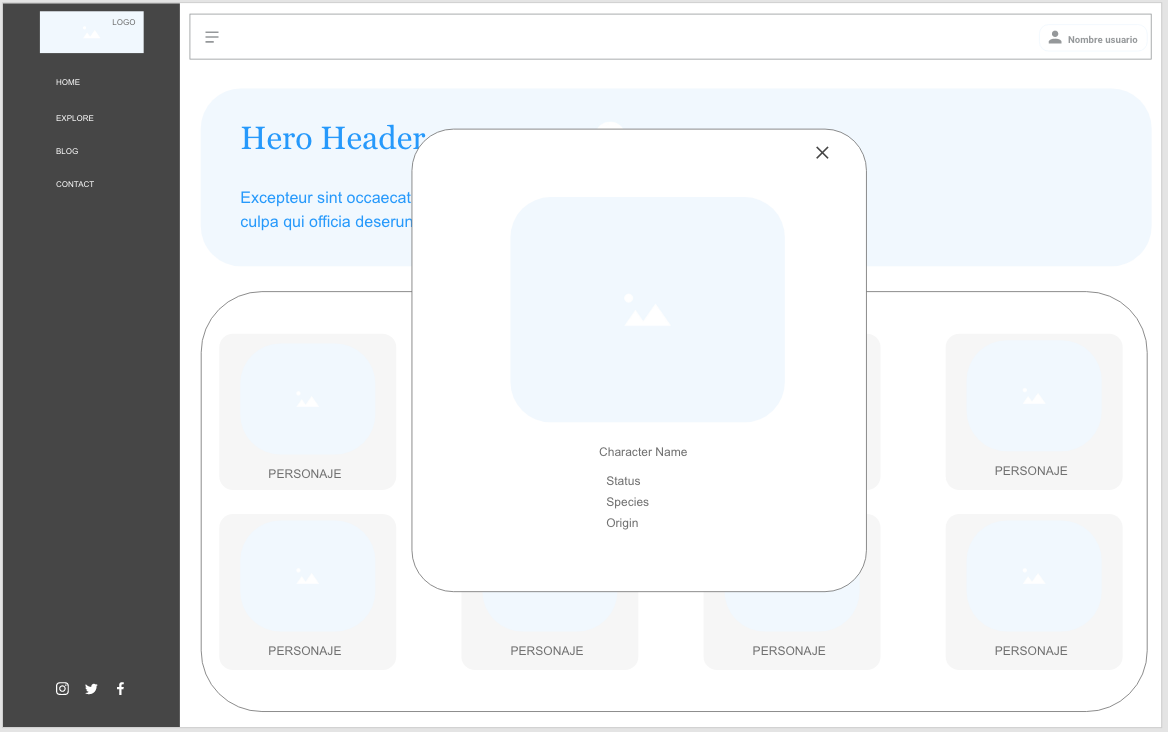 LOGO
HOME
EXPLORE
BLOG
CONTACT
Nombre usuario
Hero Header
Excepteur sint occaecat
culpa qui officia deserun
Character Name
Status
Species
Origin
PERSONAJE
PERSONAJE
PERSONAJE
PERSONAJE
PERSONAJE
PERSONAJE